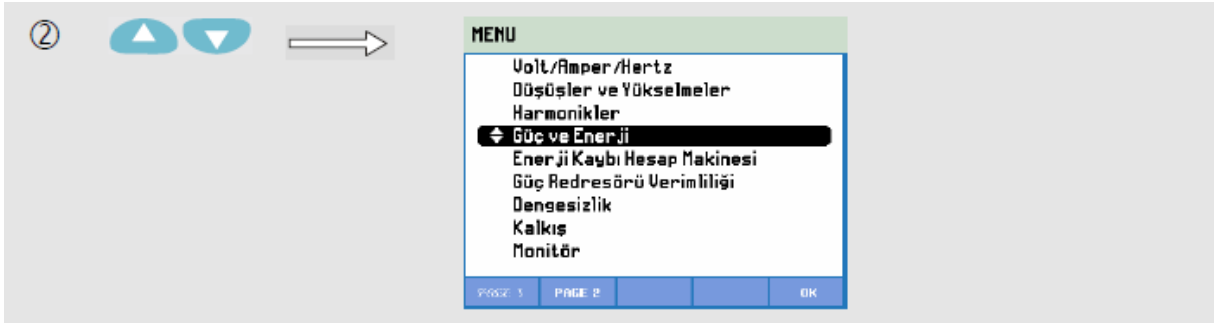 ②
MENU
Volt/Amper/Hertz
Düşüşler ve Yükselmeler
Harmonikler
Güç ve Enerji
Enerji Kaybı Hesap Makinesi
Güç Redresörü Verimliliği
Dengesizlik
Kalkış
Monitör
PAGE 1 PAGE 2 OK